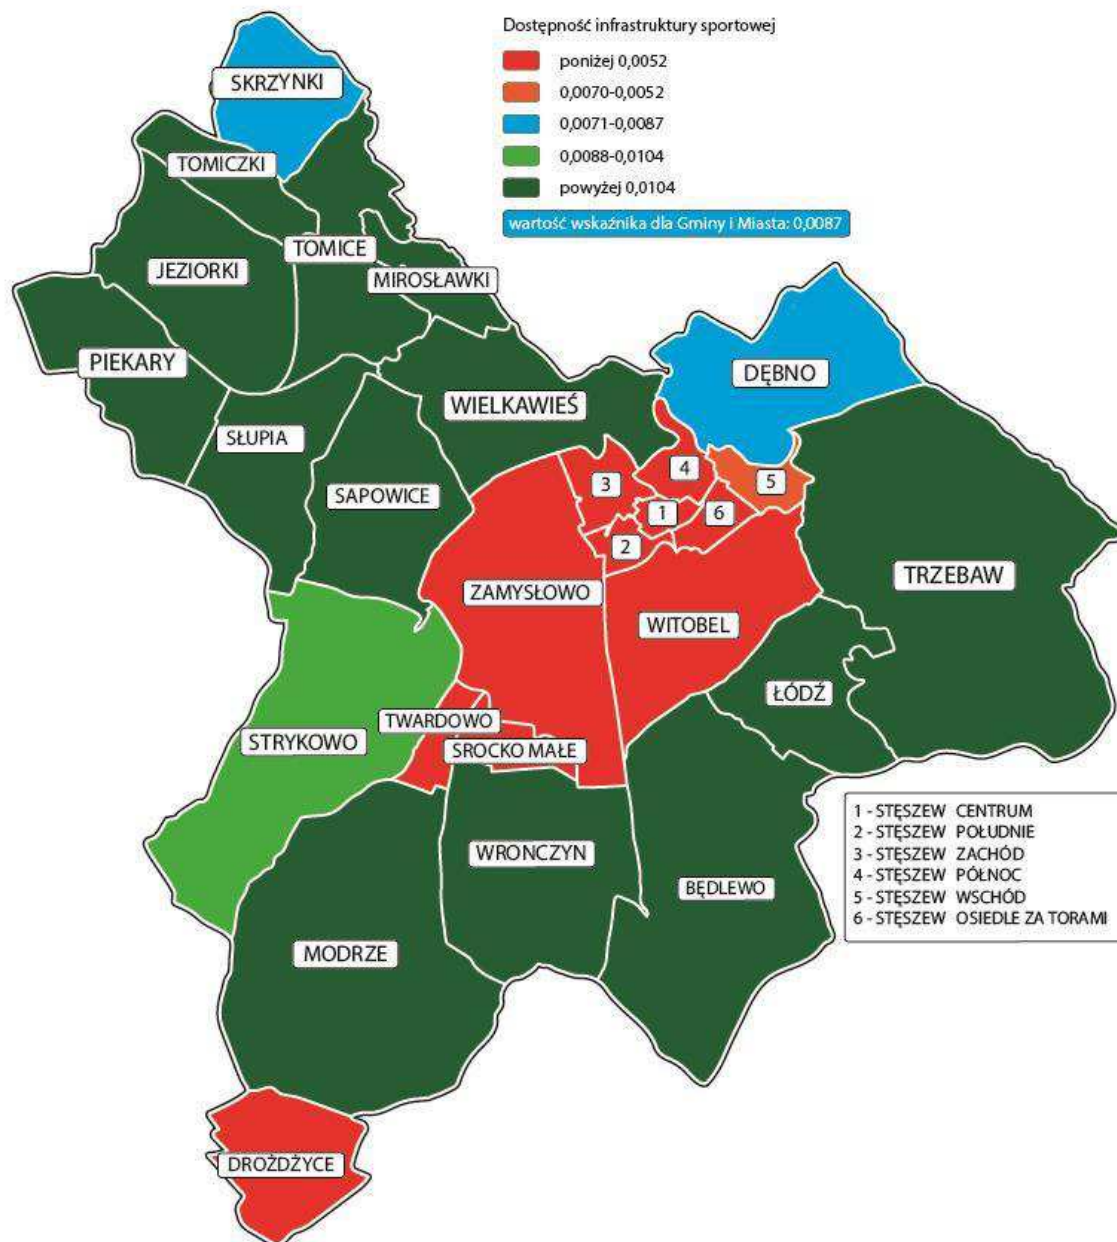 Dostępność infrastruktury sportowej
poniżej 0,0052
0,0070-0,0052
0,0071-0,0087
0,0088-0,0104
powyżej 0,0104
wartość wskaźnika dla Gminy i Miasta: 0,0087
SKRZYNKI
TOMICZKI
TOMICE
JEZIORKI
MIROSŁAWKI
PIEKARY
DĘBNO
WIELKAWIEŚ
SŁUPIA
SAPOWICE
3
4
5
1
6
2
ZAMYSŁOWO
TRZEBAW
WITOBEL
ŁÓDŹ
TWARDOWO
STRYKOWO
SROCKO MAŁE
WRONCZYN
BĘDLEWO
MODRZE
DROŻDŻYCE
1 - STĘSZEW CENTRUM
2 - STĘSZEW POŁUDNIE
3 - STĘSZEW ZACHÓD
4 - STĘSZEW PÓŁNOC
5 - STĘSZEW WSCHÓD
6 - STĘSZEW OSIEDLE ZA TORAMI